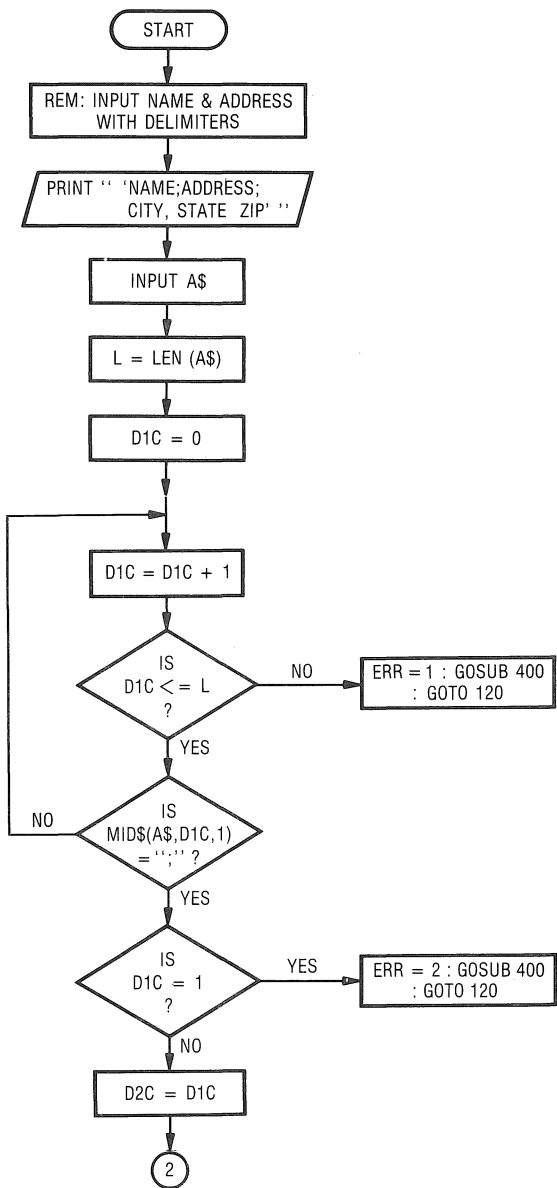 START
REM: INPUT NAME & ADDRESS
WITH DELIMITERS
PRINT “ ‘NAME;ADDRESS;
CITY, STATE ZIP’ ”
INPUT A$
L = LEN (A$)
D1C = 0
D1C = D1C + 1
IS
D1C <= L
?
NO
ERR = 1 : GOSUB 400
: GOTO 120
YES
IS
MID$(A$,D1C,1)
= “;” ?
NO
YES
IS
D1C = 1
?
YES
ERR = 2 : GOSUB 400
: GOTO 120
NO
D2C = D1C
2